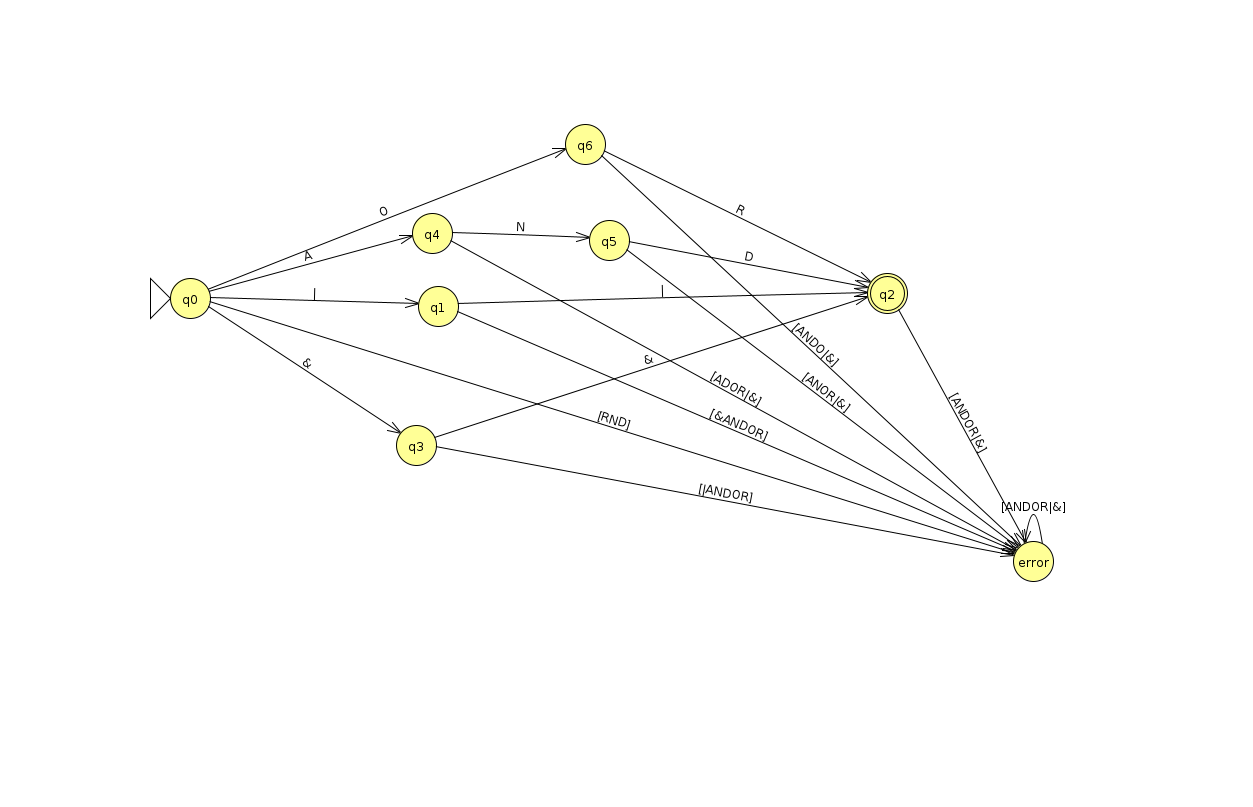 q6
O
R
q4
N
q5
A
D
q0
|
q1
|
q2
&
&
[ANDO|&]
[ADOR|&]
[ANOR|&]
[&ANDOR]
[ANDOR|&]
[RND]
q3
[|ANDOR]
[ANDOR|&]
error